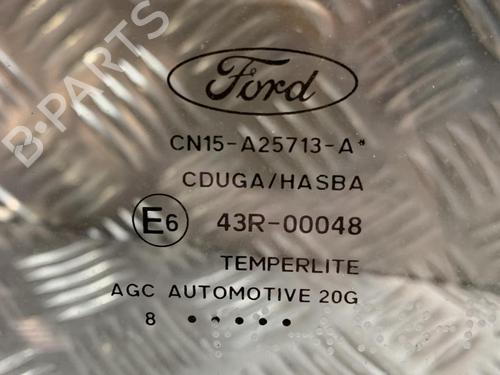 B-PARTS
Ford
CN15-A25713-A*
CDUGA/HASBA
E6 43R-00048
TEMPERLITE
AGC AUTOMOTIVE 20G
8 • • • • •